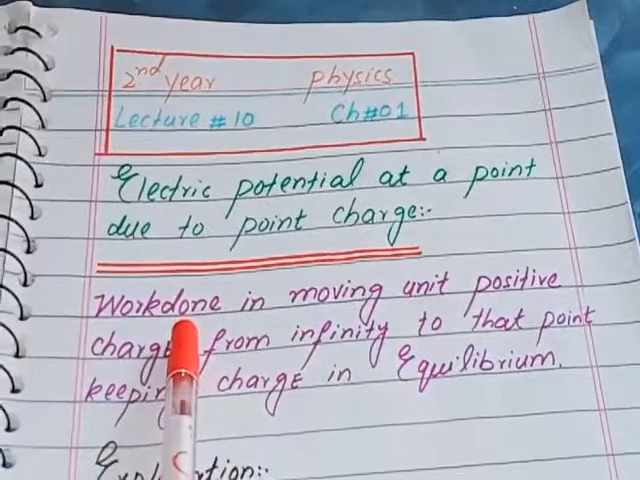 2nd year Physics
Lecture #10 Ch#01
Electric potential at a point
due to point charge:-
Workdone in moving unit positive
charge from infinity to that point
keeping charge in Equilibrium.